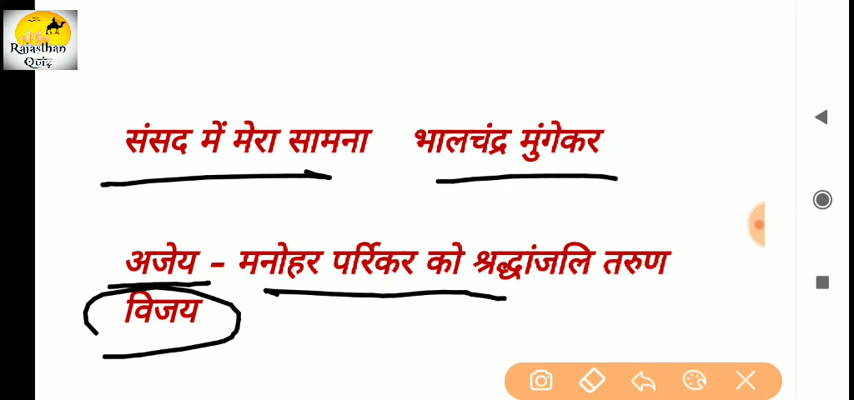 Rajasthan
Quiz
संसद में मेरा सामना भालचंद्र मुंगेकर
अजेय - मनोहर पर्रिकर को श्रद्धांजलि तरुण
विजय